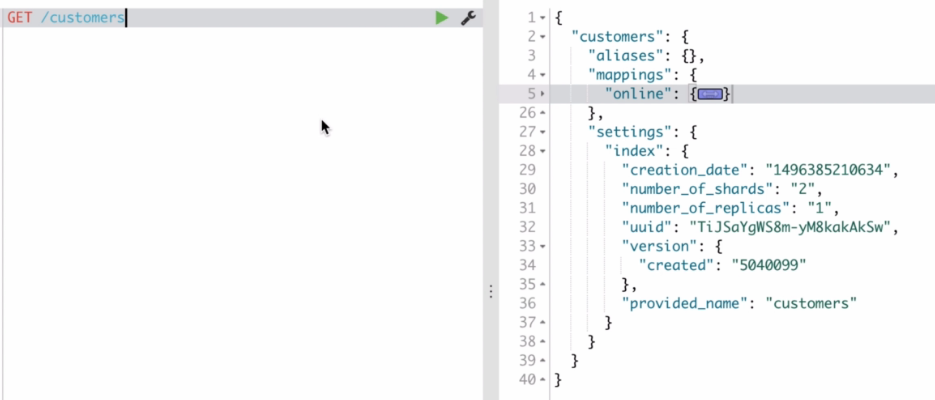 GET /customers
1 {
2 "customers": {
3 "aliases": {},
4 "mappings": {
5 "online": {}
26 },
27 "settings": {
28 "index": {
29 "creation_date": "1496385210634",
30 "number_of_shards": "2",
31 "number_of_replicas": "1",
32 "uuid": "TiJSaYgWS8m-yM8kakAkSw",
33 "version": {
34 "created": "5040099"
35 },
36 "provided_name": "customers"
37 }
38 }
39 }
40 }